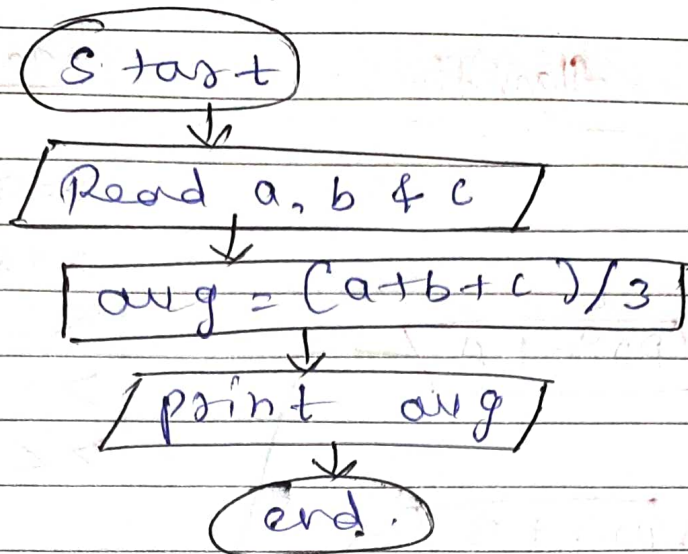 Start
Read a, b & c
avg = (a+b+c)/3
print avg
end.